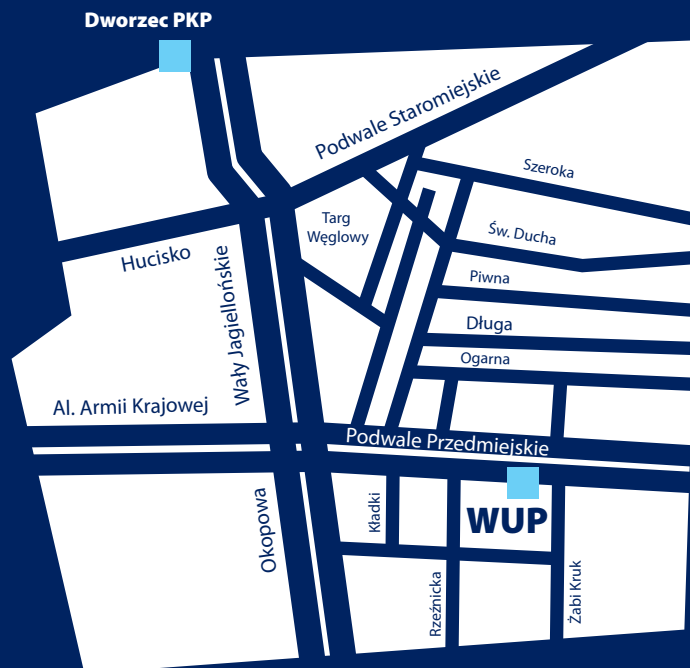 Dworzec PKP
Podwale Staromiejskie
Szeroka
Targ
Węglowy
Św. Ducha
Hucisko
Piwna
Wały Jagiellońskie
Długa
Ogarna
Al. Armii Krajowej
Podwale Przedmiejskie
Okopowa
Kładki
WUP
Rzeźnicka
Żabi Kruk